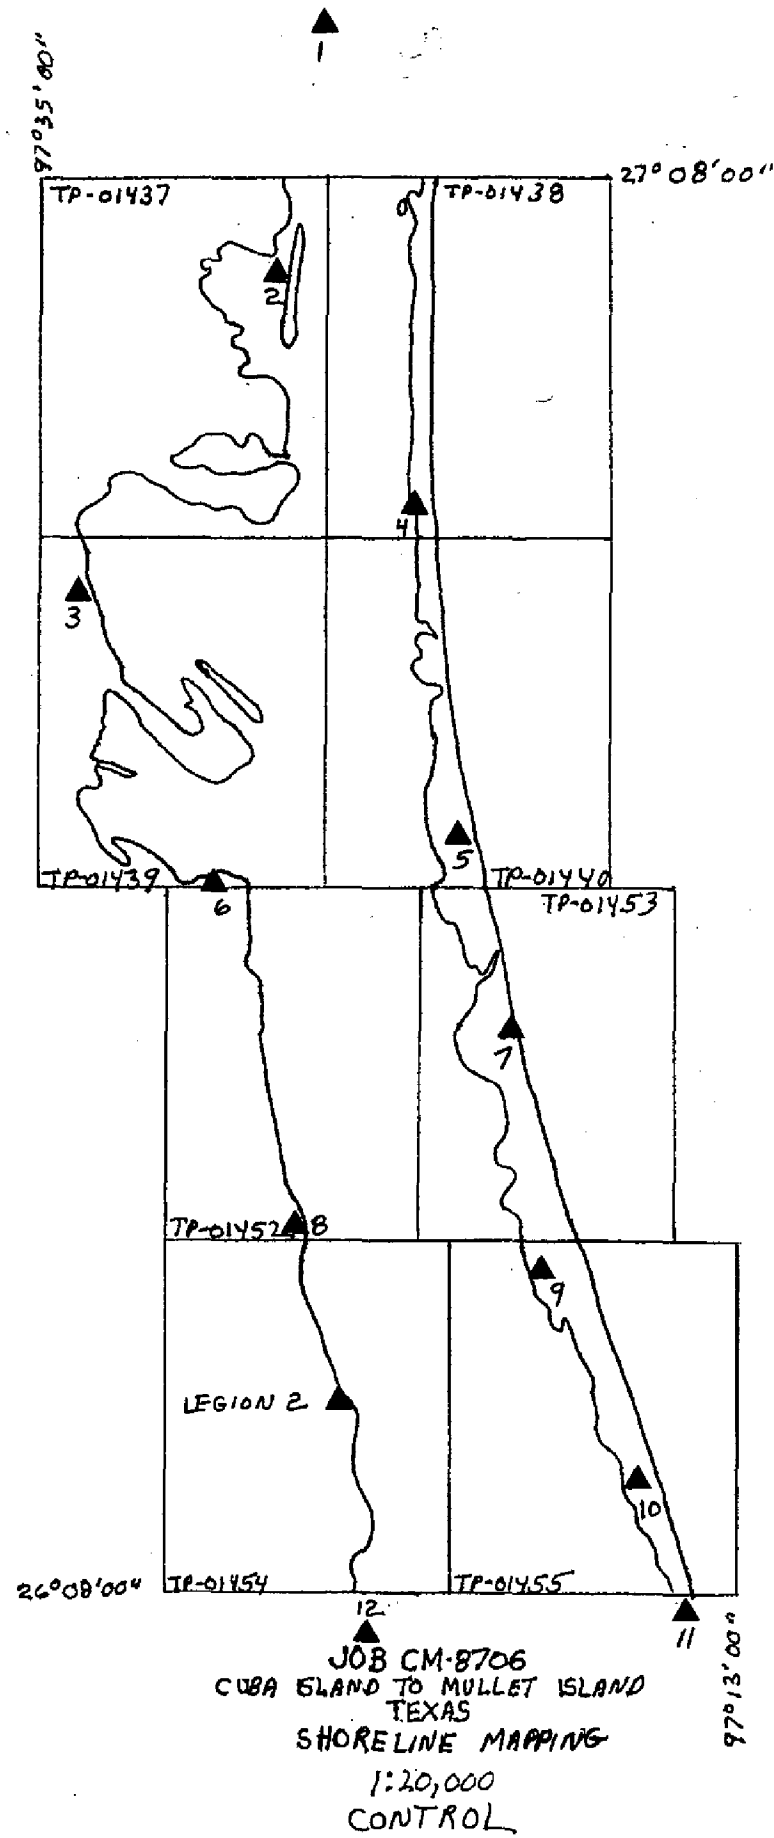 1
97°35'00"
27°08'00"
TP-01437
TP-01438
2
4
3
5
TP-01439
TP-01440
6
TP-01453
7
TP-01452
8
9
LEGION 2
10
26°08'00"
TP-01454
TP-01455
12
11
97°13'00"
JOB CM-8706
CUBA ISLAND TO MULLET ISLAND
TEXAS
SHORELINE MAPPING
1:20,000
CONTROL